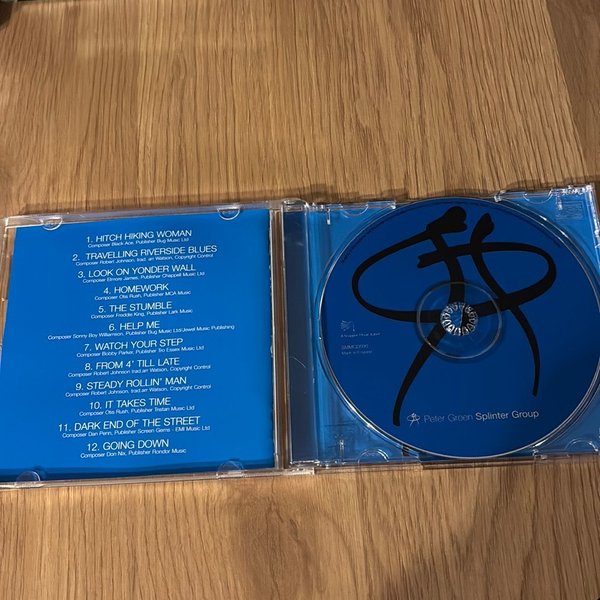 1. HITCH HIKING WOMAN
Composer Black Ace, Publisher Bug Music Ltd
2. TRAVELLING RIVERSIDE BLUES
Composer Robert Johnson, trad. arr Watson, Copyright Control
3. LOOK ON YONDER WALL
Composer Elmore James, Publisher Chappell Music Ltd
4. HOMEWORK
Composer Otis Rush, Publisher MCA Music
5. THE STUMBLE
Composer Freddie King, Publisher Lark Music
6. HELP ME
Composer Sonny Boy Williamson, Publisher Bug Music Ltd/Jewel Music Publishing
7. WATCH YOUR STEP
Composer Bobby Parker, Publisher Tro Essex Music Ltd
8. FROM 4' TILL LATE
Composer Robert Johnson trad arr. Watson, Copyright Control
9. STEADY ROLLIN' MAN
Composer Robert Johnson, trad arr.Watson, Copyright Control
10. IT TAKES TIME
Composer Otis Rush, Publisher Tristan Music Ltd
11. DARK END OF THE STREET
Composer Dan Penn, Publisher Screen Gems - EMI Music Ltd
12. GOING DOWN
Composer Don Nix, Publisher Rondor Music
Peter Green Splinter Group